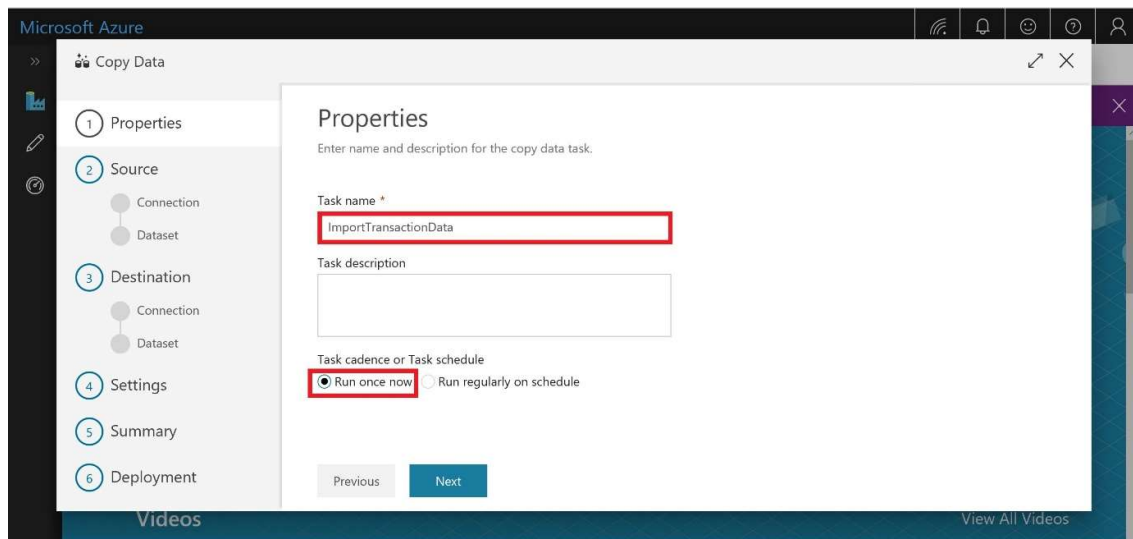 Microsoft Azure
Copy Data
1 Properties
2 Source
Connection
Dataset
3 Destination
Connection
Dataset
4 Settings
5 Summary
6 Deployment
Properties
Enter name and description for the copy data task.
Task name *
ImportTransactionData
Task description
Task cadence or Task schedule
Run once now Run regularly on schedule
Previous Next
Videos View All Videos